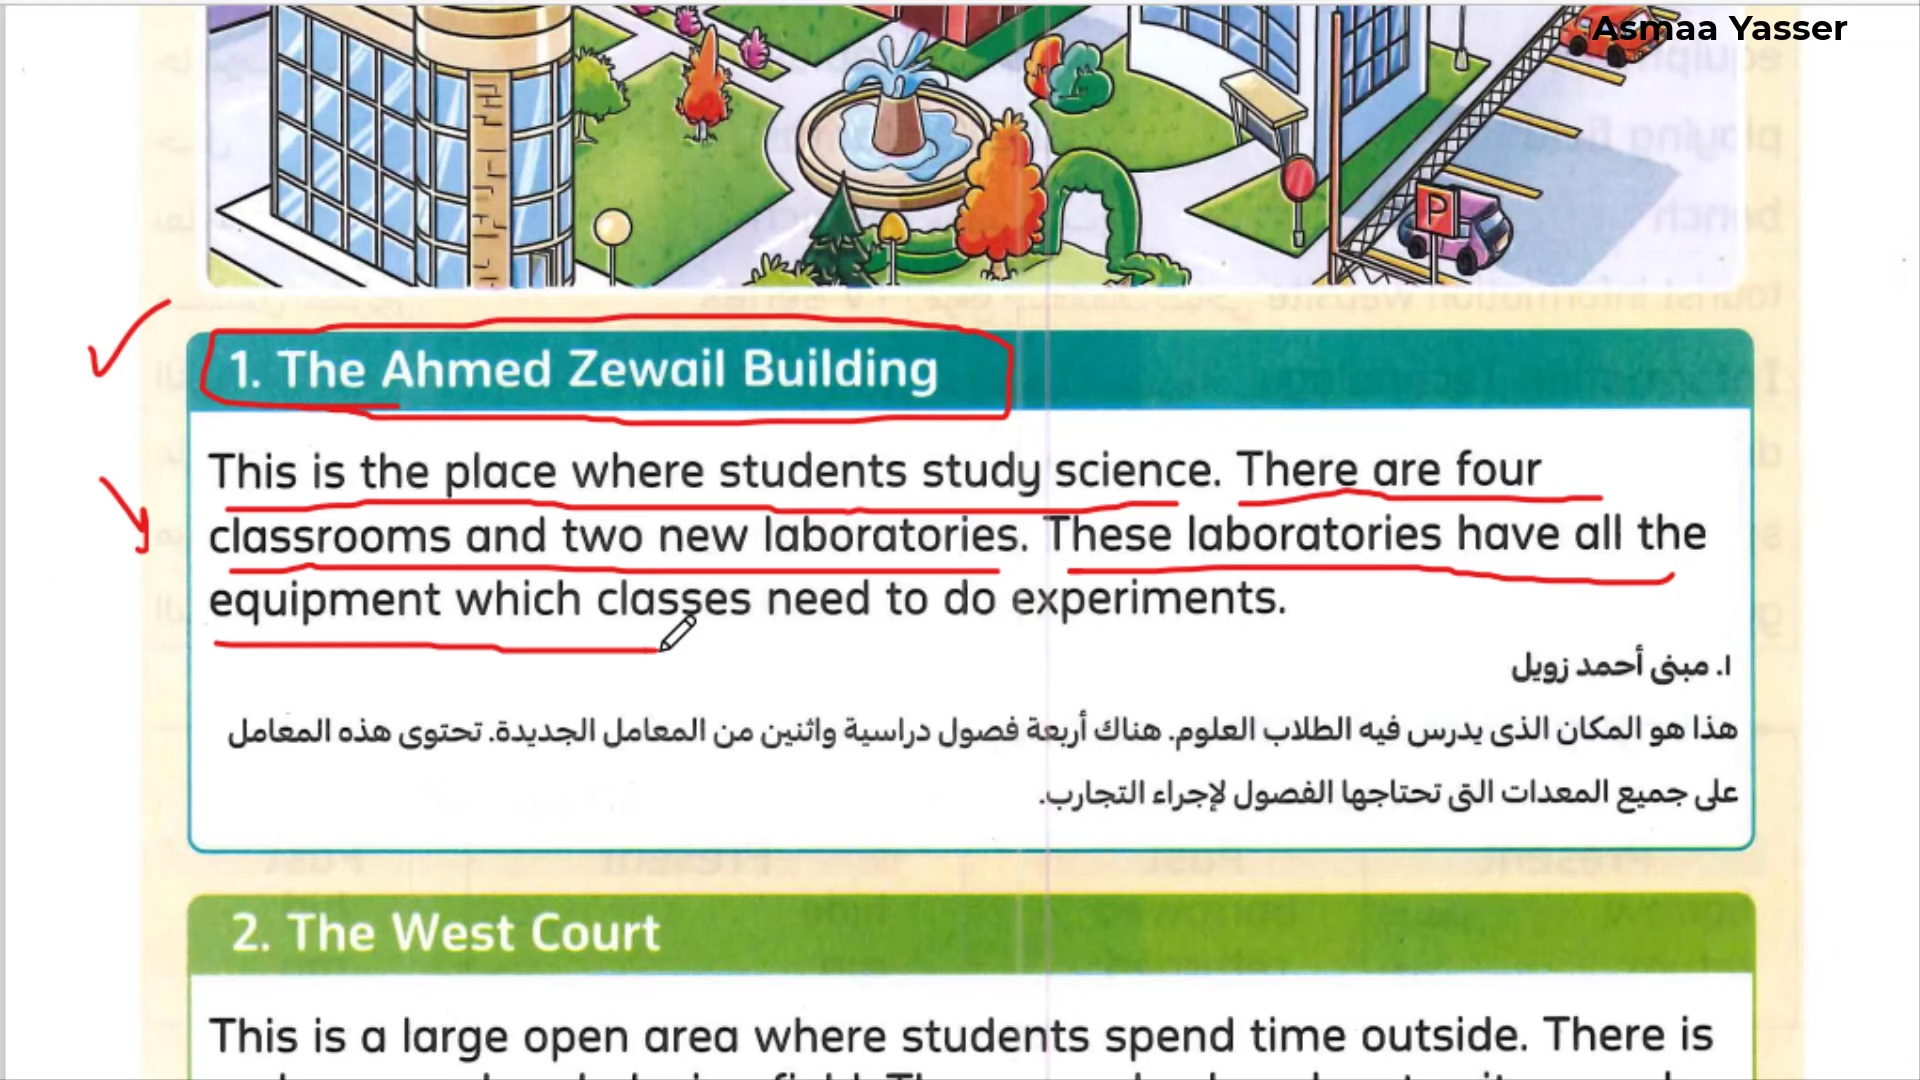 Asmaa Yasser
P
1. The Ahmed Zewail Building
This is the place where students study science. There are four
classrooms and two new laboratories. These laboratories have all the
equipment which classes need to do experiments.
١. مبنى أحمد زويل
هذا هو المكان الذى يدرس فيه الطلاب العلوم. هناك أربعة فصول دراسية واثنين من المعامل الجديدة. تحتوى هذه المعامل
على جميع المعدات التى تحتاجها الفصول لإجراء التجارب.
2. The West Court
This is a large open area where students spend time outside. There is